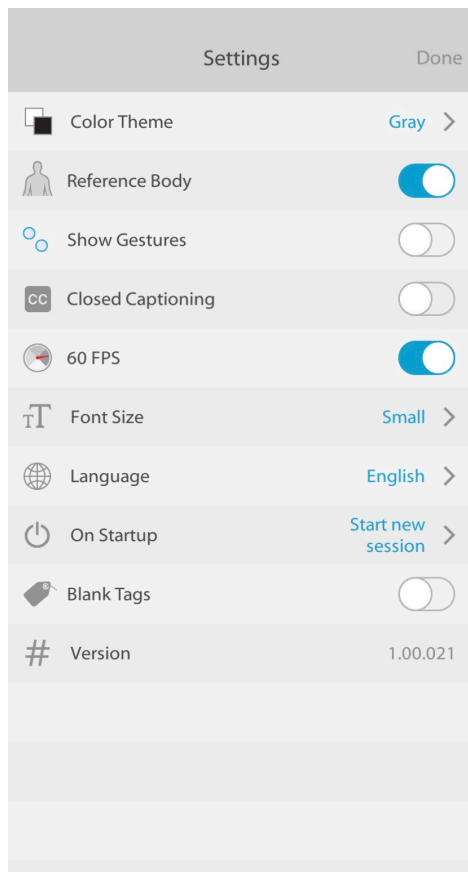 Settings
Done
Color Theme
Gray
Reference Body
Show Gestures
CC
Closed Captioning
60 FPS
TT
Font Size
Small
Language
English
On Startup
Start new
session
Blank Tags
#
Version
1.00.021